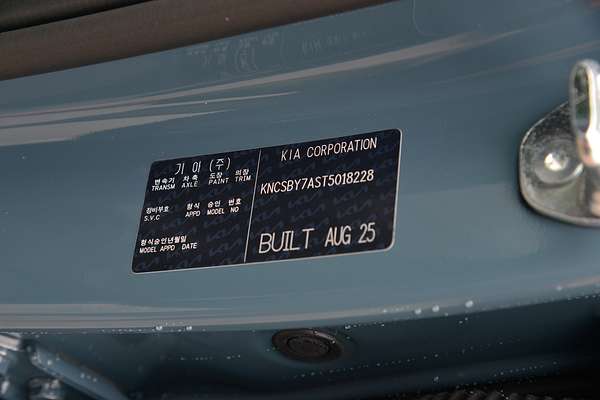 기 아 (주)
변속기 차 축 도장 의장
TRANSM AXLE PAINT TRIM
정비부호 형식 승인 번호
S.V.C APPD MODEL NO
형식승인년월일
MODEL APPD DATE
KIA CORPORATION
KNCSBY7AST5018228
BUILT AUG 25